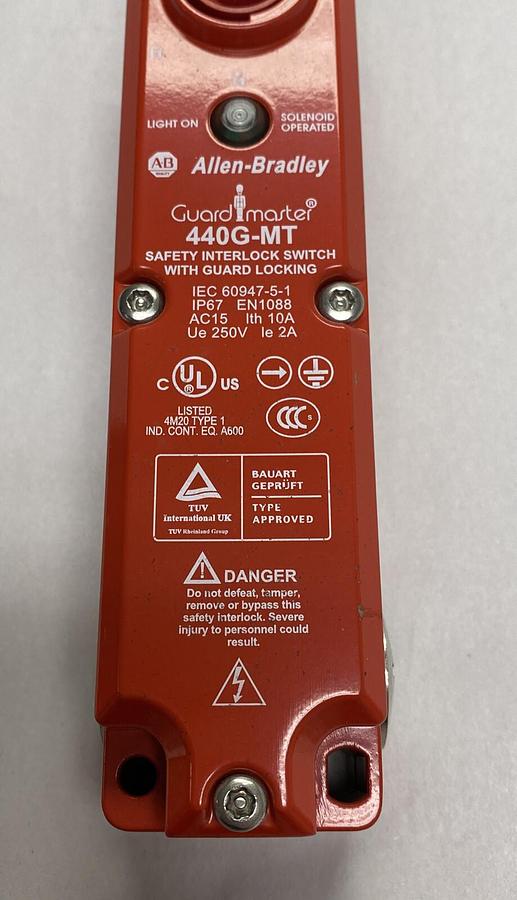 LIGHT ON
SOLENOID
OPERATED
AB
QUALITY
Allen-Bradley
Guardmaster®
440G-MT
SAFETY INTERLOCK SWITCH
WITH GUARD LOCKING
IEC 60947-5-1
IP67 EN1088
AC15 Ith 10A
Ue 250V Ie 2A
C UL® US
LISTED
4M20 TYPE 1
IND. CONT. EQ. A600
CCC S
TUV
International UK
TUV Rheinland Group
BAUART
GEPRÜFT
TYPE
APPROVED
DANGER
Do not defeat, tamper,
remove or bypass this
safety interlock. Severe
injury to personnel could
result.